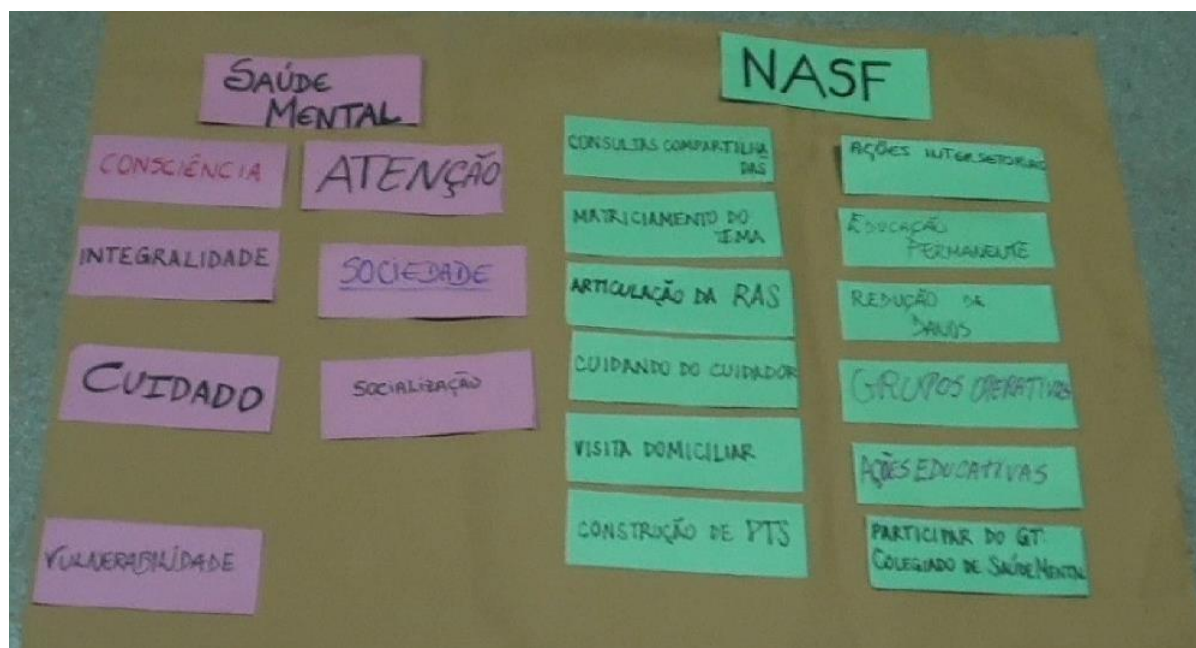 SAÚDE
MENTAL
CONSCIÊNCIA
ATENÇÃO
INTEGRALIDADE
SOCIEDADE
CUIDADO
SOCIALIZAÇÃO
VULNERABILIDADE
NASF
CONSULTAS COMPARTILHA
DAS
MATRICIAMENTO DO
TEMA
ARTICULAÇÃO DA RAS
CUIDANDO DO CUIDADOR
VISITA DOMICILIAR
CONSTRUÇÃO DE PTS
AÇÕES INTERSETORIAIS
EDUCAÇÃO
PERMANENTE
REDUÇÃO DE
DANOS
GRUPOS OPERATIVOS
AÇÕES EDUCATIVAS
PARTICIPAR DO GT
COLEGIADO DE SAÚDE MENTAL